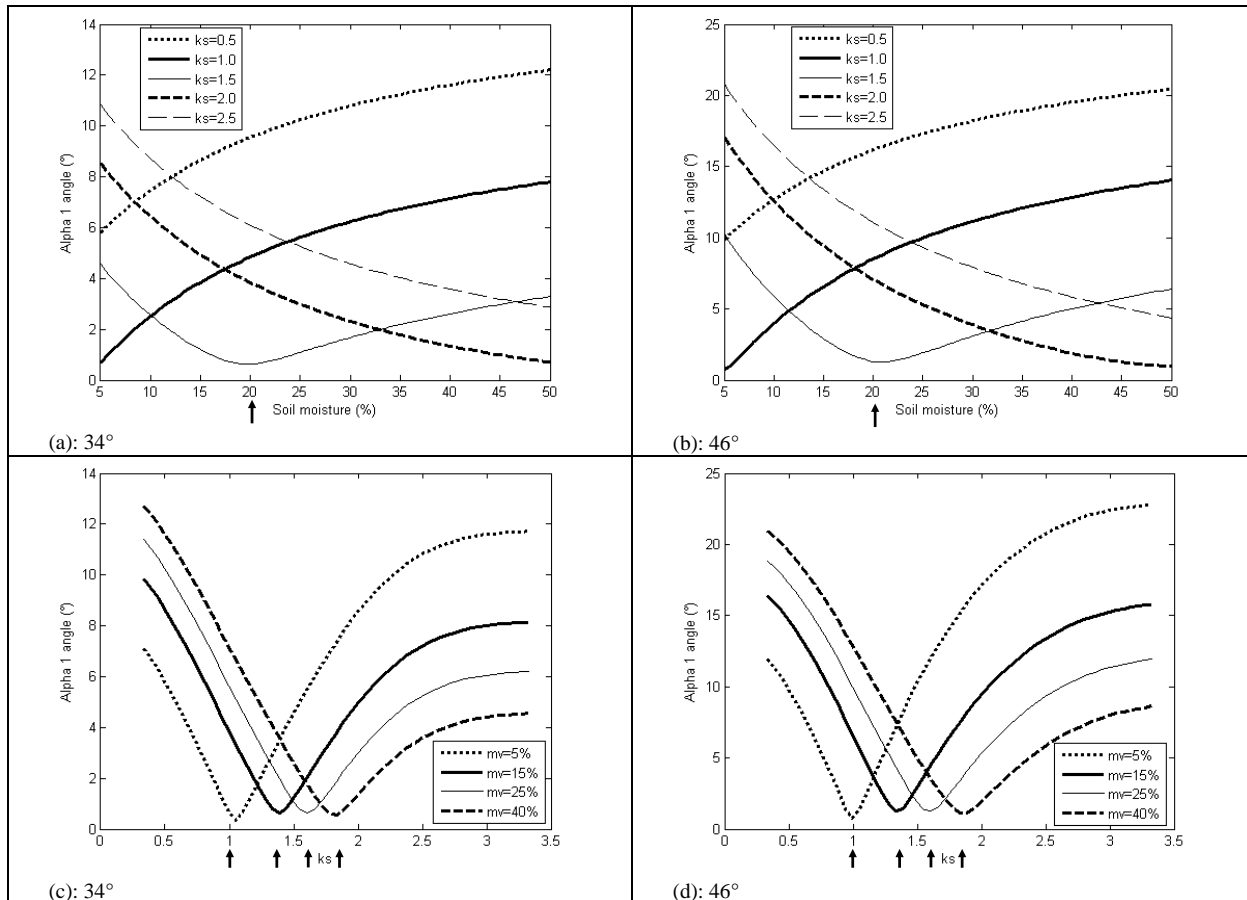 14
12
10
8
6
4
2
0
Alpha 1 angle (°)
ks=0.5
ks=1.0
ks=1.5
ks=2.0
ks=2.5
5 10 15 20 25 30 35 40 45 50
Soil moisture (%)
(a): 34°
25
20
15
10
5
0
Alpha 1 angle (°)
ks=0.5
ks=1.0
ks=1.5
ks=2.0
ks=2.5
5 10 15 20 25 30 35 40 45 50
Soil moisture (%)
(b): 46°
14
12
10
8
6
4
2
0
Alpha 1 angle (°)
mv=5%
mv=15%
mv=25%
mv=40%
0 0.5 1 1.5 2 2.5 3 3.5
ks
(c): 34°
25
20
15
10
5
0
Alpha 1 angle (°)
mv=5%
mv=15%
mv=25%
mv=40%
0 0.5 1 1.5 2 2.5 3 3.5
ks
(d): 46°